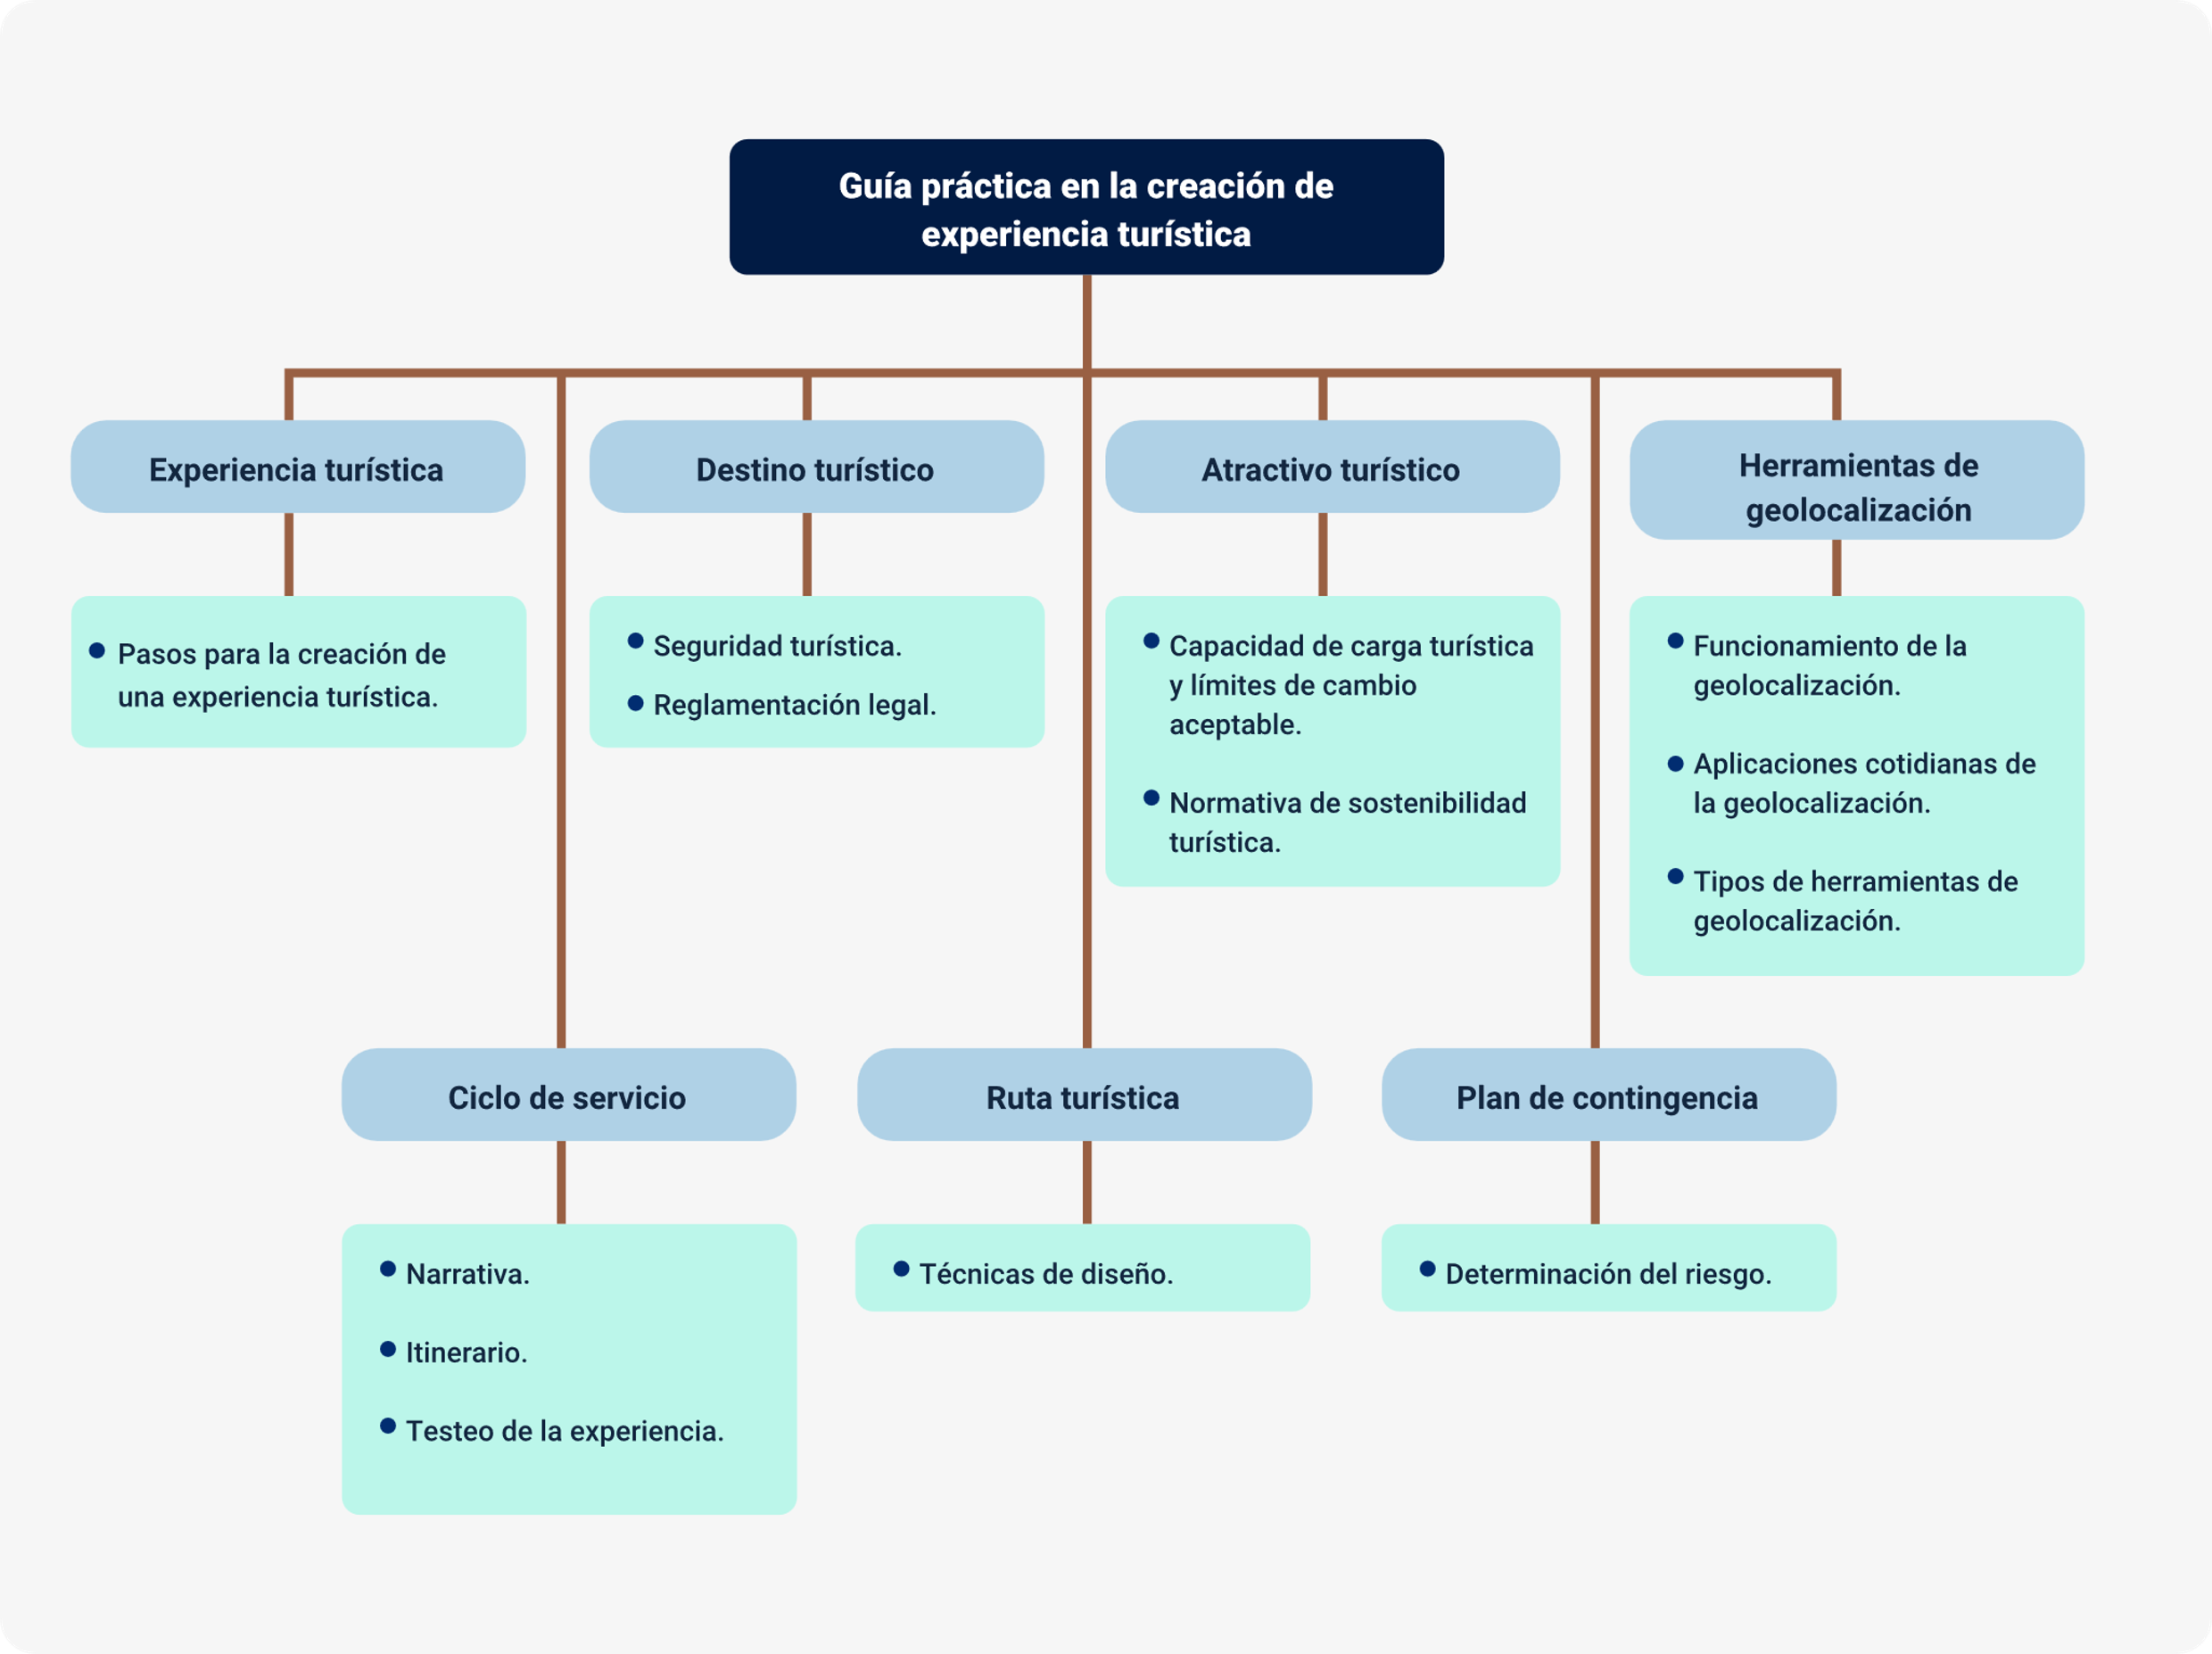 Guía práctica en la creación de
experiencia turística
Experiencia turística
Pasos para la creación de
una experiencia turística.
Destino turístico
Seguridad turística.
Reglamentación legal.
Atractivo turístico
Capacidad de carga turística
y límites de cambio
aceptable.
Normativa de sostenibilidad
turística.
Herramientas de
geolocalización
Funcionamiento de la
geolocalización.
Aplicaciones cotidianas de
la geolocalización.
Tipos de herramientas de
geolocalización.
Ciclo de servicio
Narrativa.
Itinerario.
Testeo de la experiencia.
Ruta turística
Técnicas de diseño.
Plan de contingencia
Determinación del riesgo.